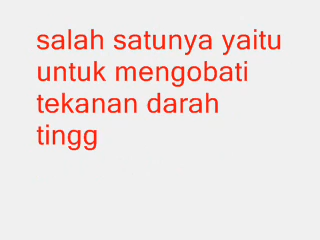 salah satunya yaitu
untuk mengobati
tekanan darah
tingg